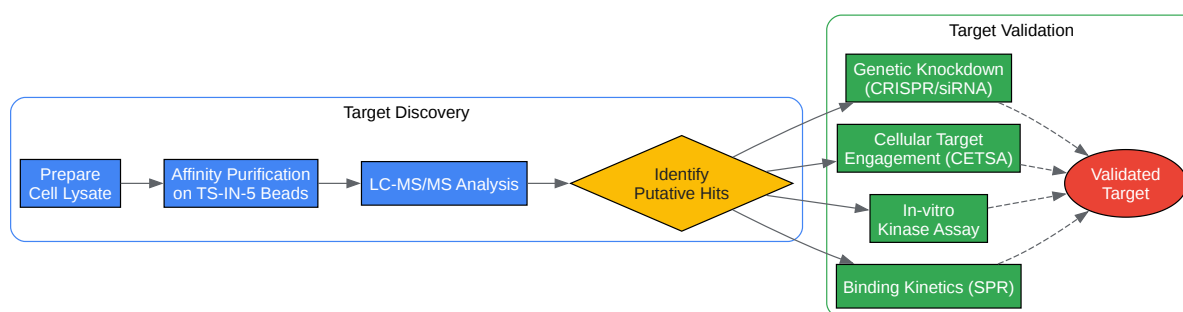 Target Validation
Genetic Knockdown
(CRISPR/siRNA)
Target Discovery
Prepare
Cell Lysate
Affinity Purification
on TS-IN-5 Beads
LC-MS/MS Analysis
Identify
Putative Hits
Cellular Target
Engagement (CETSA)
In-vitro
Kinase Assay
Binding Kinetics (SPR)
Validated
Target